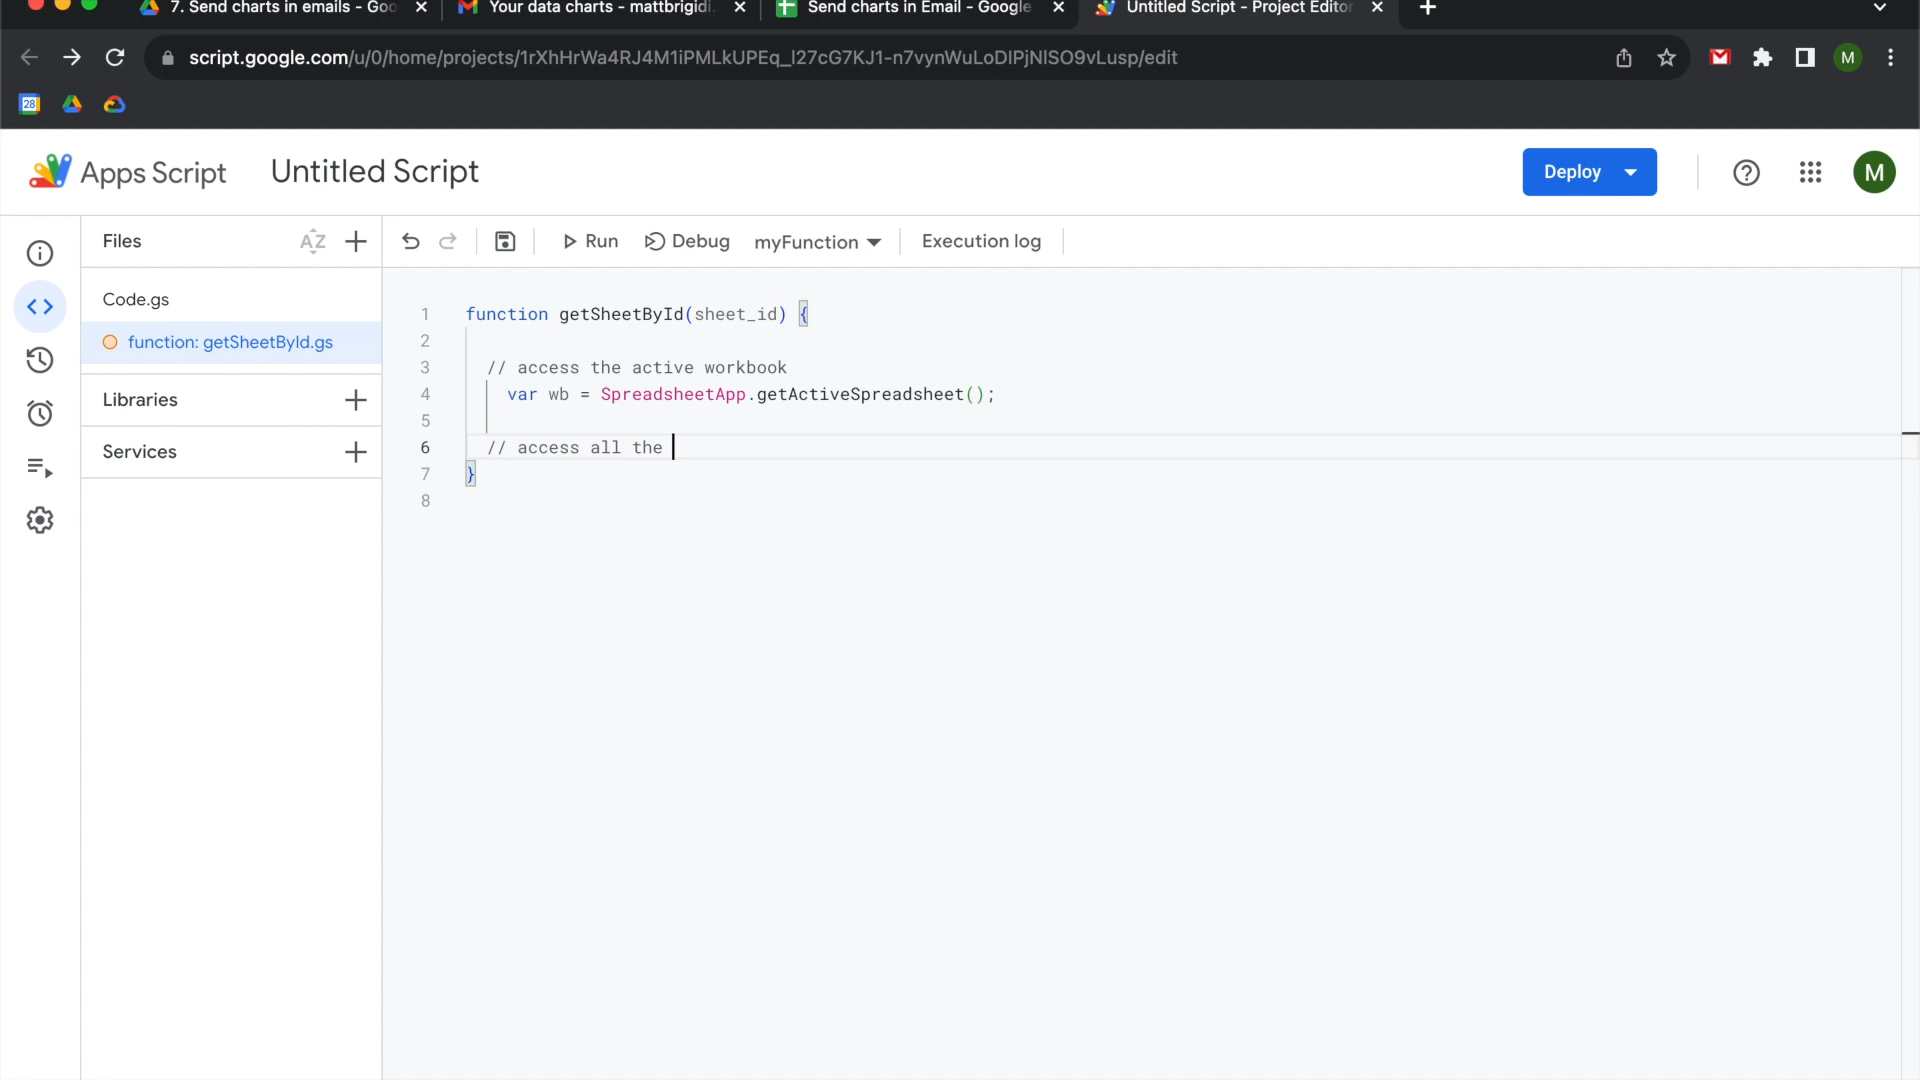 7. Send charts in emails - Goo
Your data charts - mattbrigidi.
Send charts in Email - Google
Untitled Script - Project Editor
script.google.com/u/0/home/projects/1rXhHrWa4RJ4M1iPMLkUPEq_l27cG7KJ1-n7vynWuLoDIPjNlSO9vLusp/edit
M
28
Apps Script
Untitled Script
Deploy
M
Files
AZ
Run
Debug
myFunction
Execution log
Code.gs
function: getSheetById.gs
Libraries
Services
1 function getSheetById(sheet_id) {
2
3 // access the active workbook
4 var wb = SpreadsheetApp.getActiveSpreadsheet();
5
6 // access all the
7 }
8